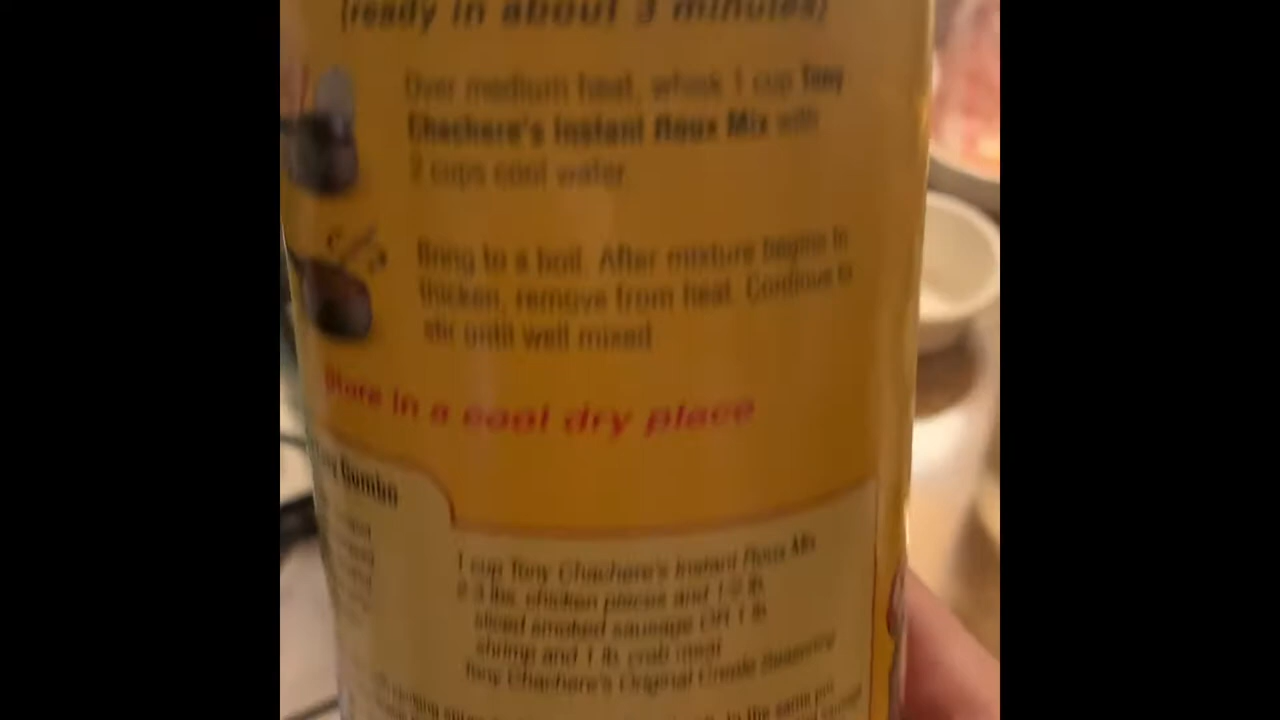 (ready in about 3 minutes)
Over medium heat, whisk 1 cup Tony
Chachere's Instant Roux Mix with
2 cups cool water.
Bring to a boil. After mixture begins to
thicken, remove from heat. Continue to
stir until well mixed.
Store in a cool dry place
Gumbo
1 cup Tony Chachere's Instant Roux Mix
2-3 lbs. chicken pieces and 1-2 lb.
sliced smoked sausage OR 1 lb.
shrimp and 1 lb. crab meat
Tony Chachere's Original Creole Seasoning
to the same pot